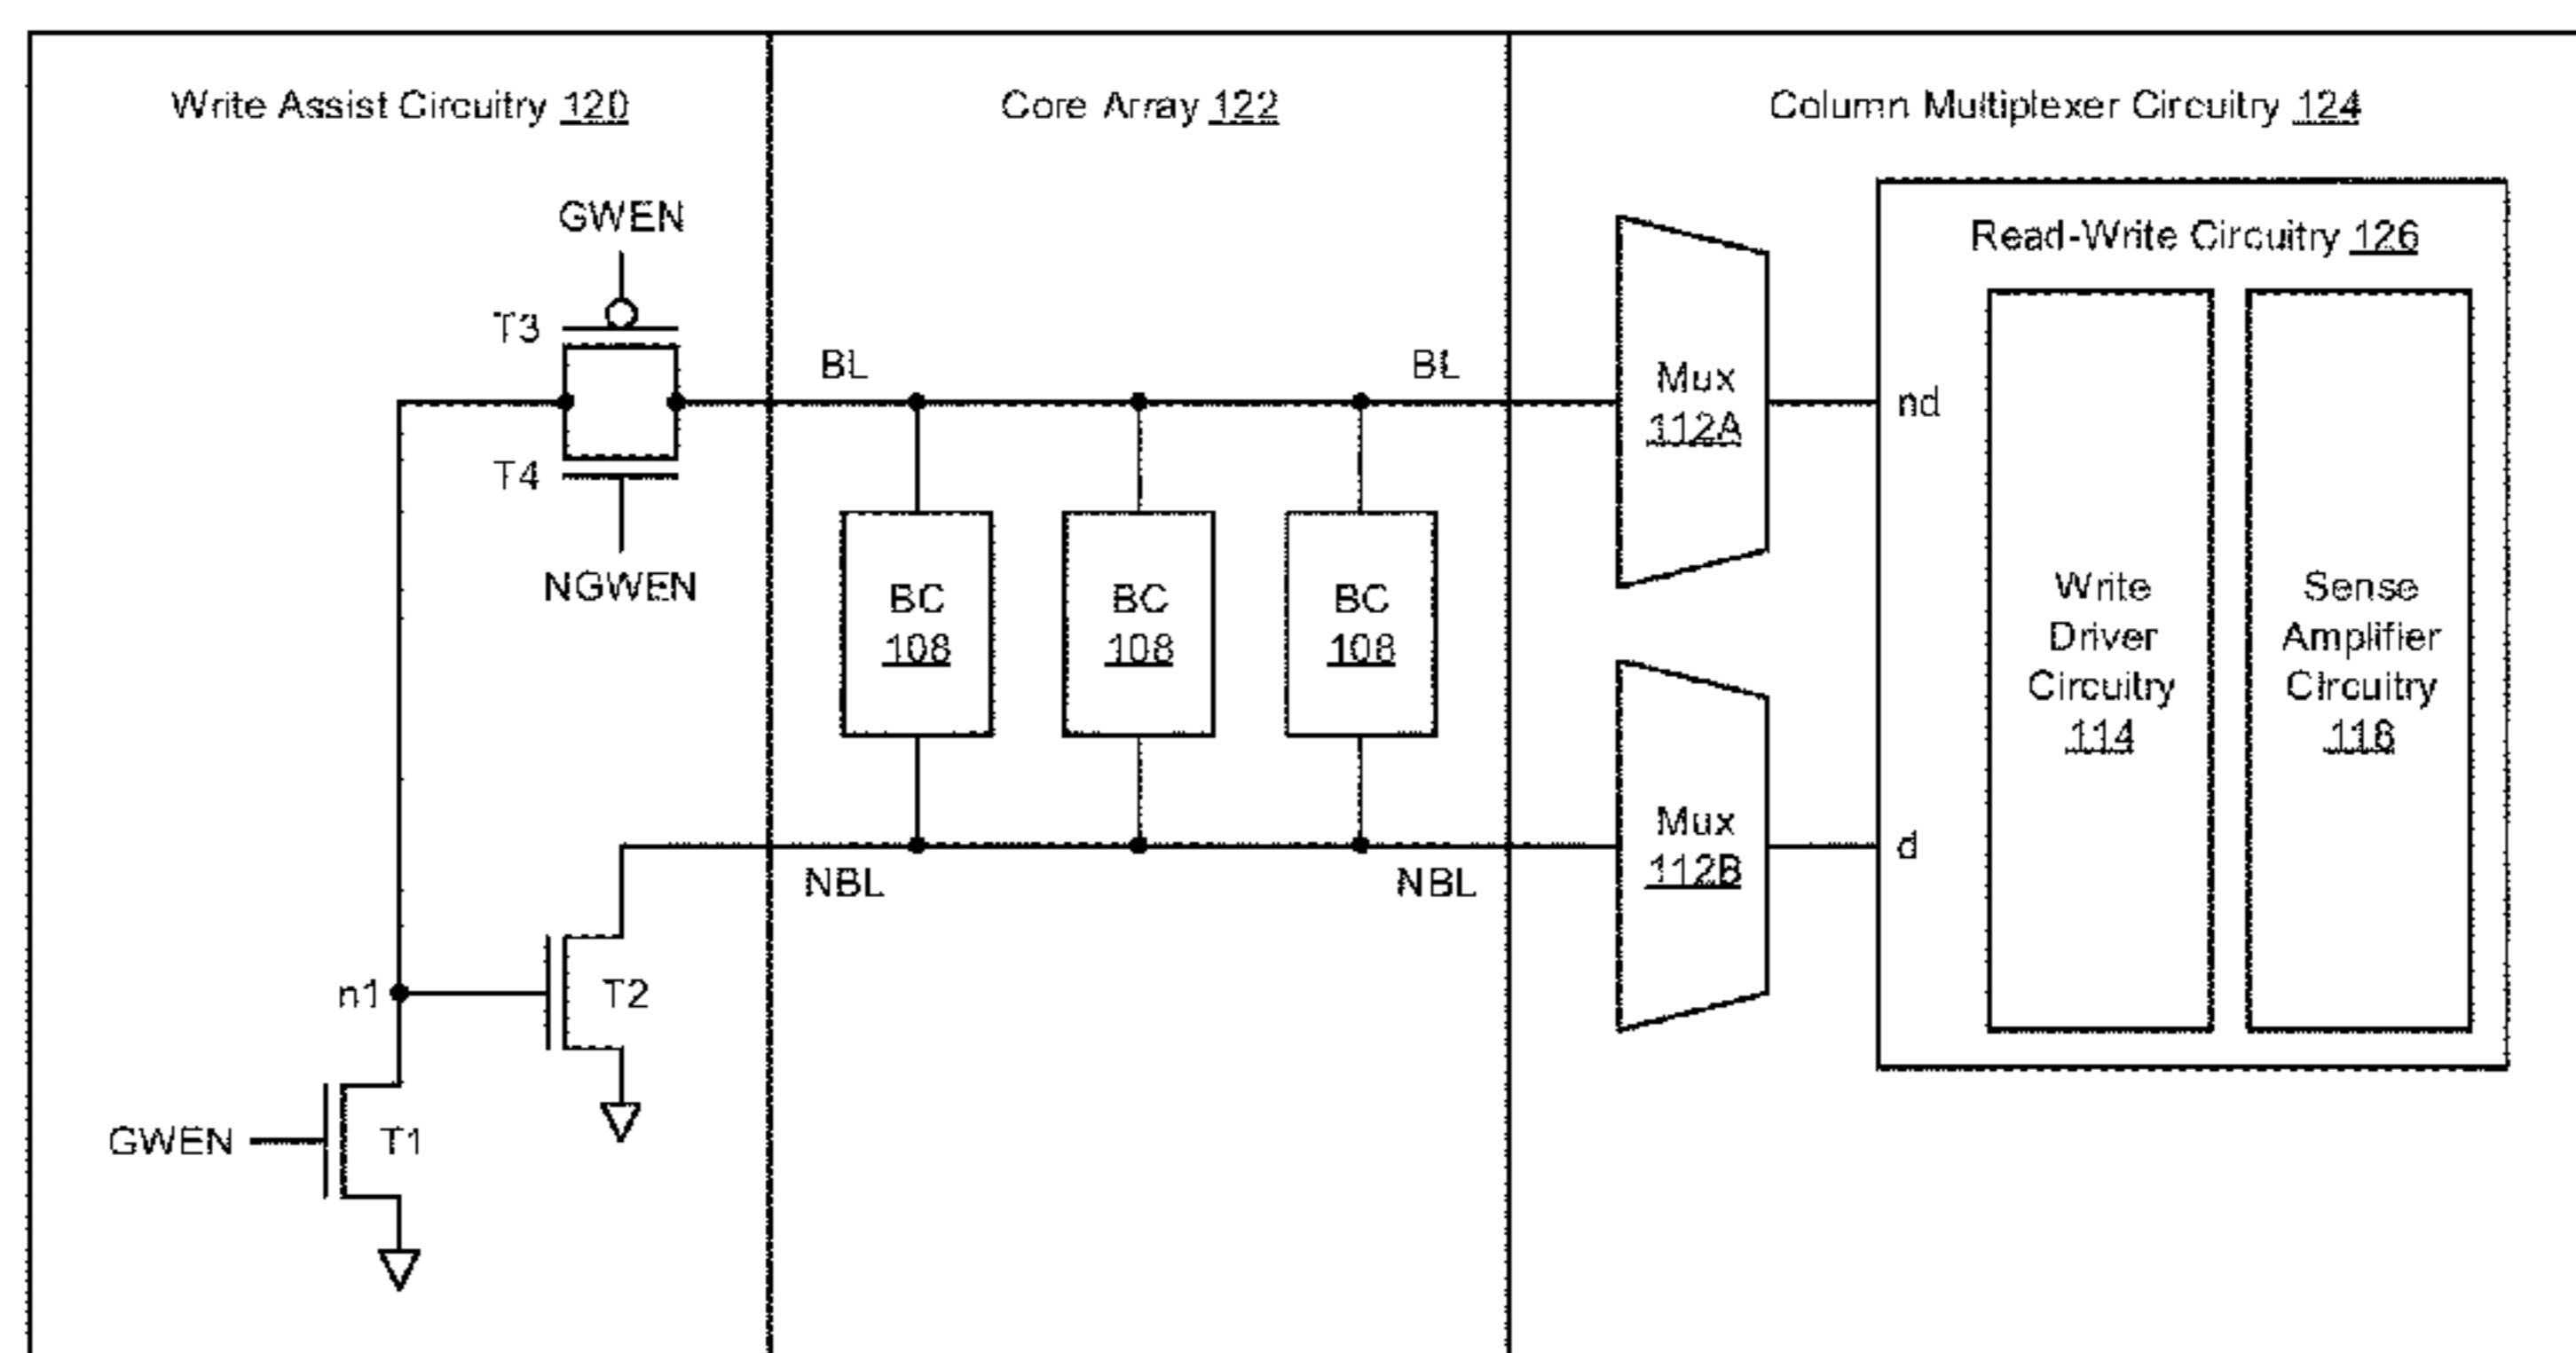 Write Assist Circuitry 120
Core Array 122
Column Multiplexer Circuitry 124
GWEN
T3
T4
NGWEN
n1
T2
GWEN
T1
BL
BL
BC
108
BC
108
BC
108
NBL
NBL
Mux
112A
Mux
112B
Read-Write Circuitry 126
nd
d
Write
Driver
Circuitry
114
Sense
Amplifier
Circuitry
116